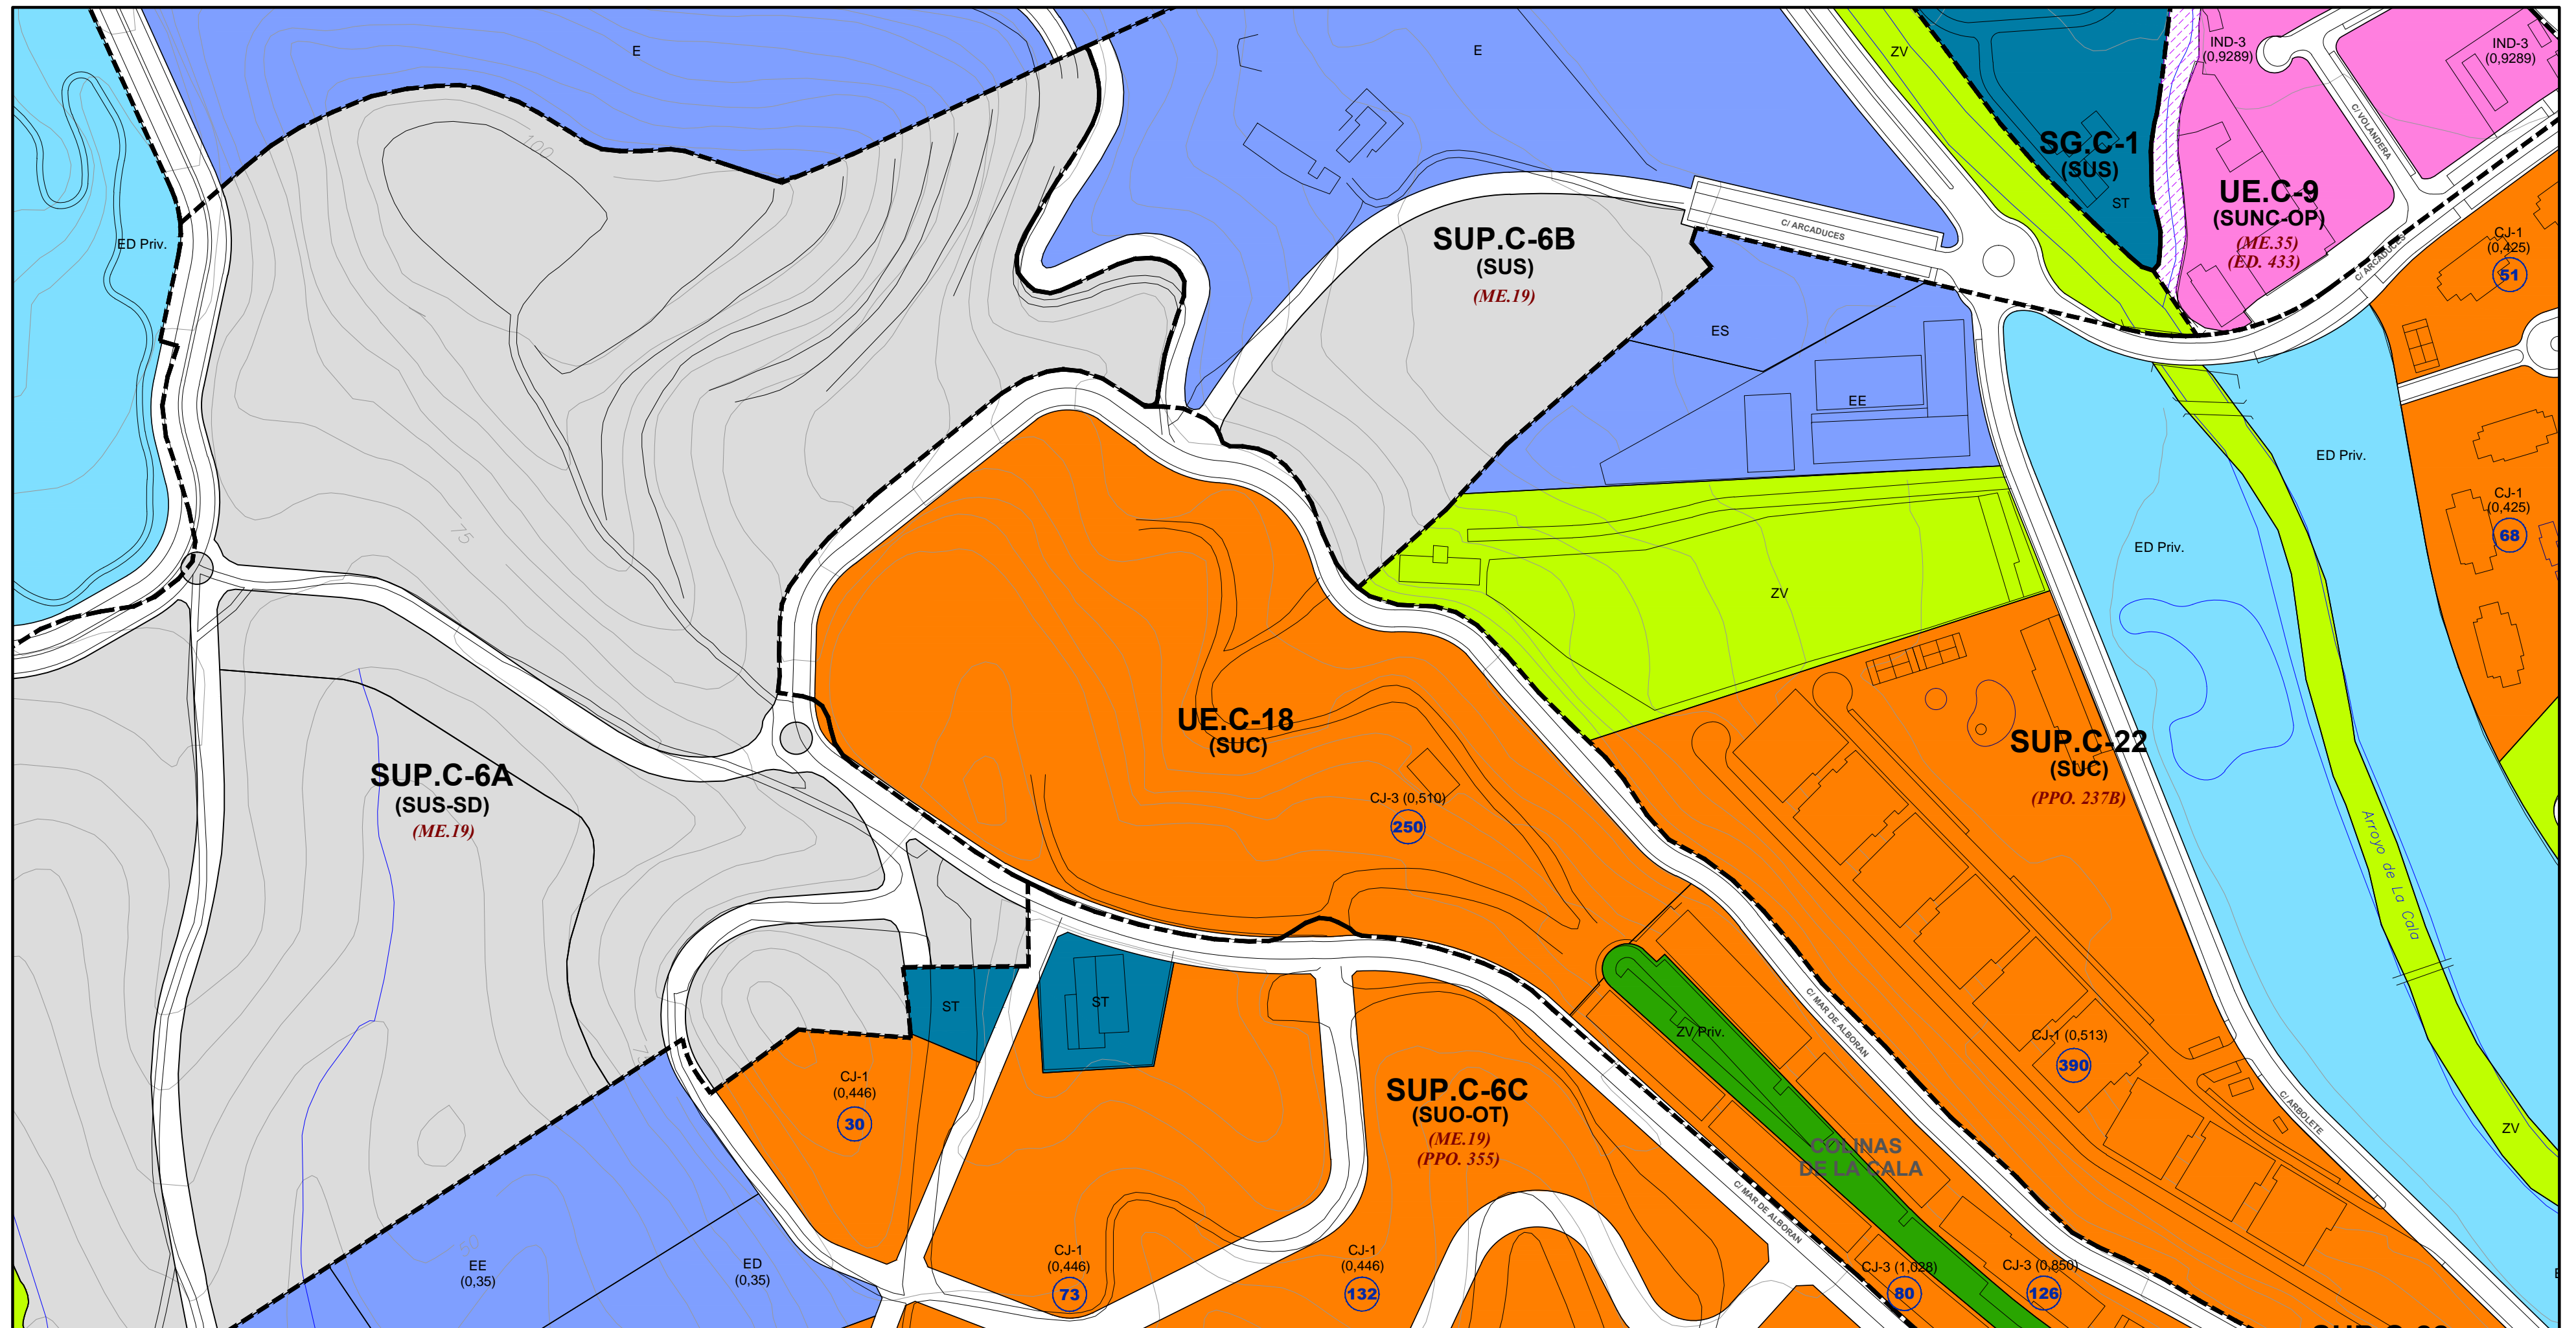 E
E
ZV
IND-3
(0,9289)
IND-3
(0,9289)
C/ VOLANDERA
100
SG.C-1
(SUS)
ST
UE.C-9
(SUNC-OP)
(ME.35)
(ED. 433)
C/ ARCADUCES
ED Priv.
SUP.C-6B
(SUS)
(ME.19)
C/ ARCADUCES
CJ-1
(0,425)
51
ES
EE
ED Priv.
CJ-1
(0,425)
68
75
ED Priv.
ZV
UE.C-18
(SUC)
SUP.C-22
(SUC)
(PPO. 237B)
SUP.C-6A
(SUS-SD)
(ME.19)
CJ-3 (0,510)
250
Arroyo de La Cala
ST
ST
ZV Priv.
C/ MAR DE ALBORAN
CJ-1 (0,513)
390
CJ-1
(0,446)
30
SUP.C-6C
(SUO-OT)
(ME.19)
(PPO. 355)
COLINAS
DE LA CALA
C/ ARBOLETE
ZV
C/ MAR DE ALBORAN
EE
(0,35)
ED
(0,35)
CJ-1
(0,446)
73
CJ-1
(0,446)
132
CJ-3 (1,028)
80
CJ-3 (0,850)
126